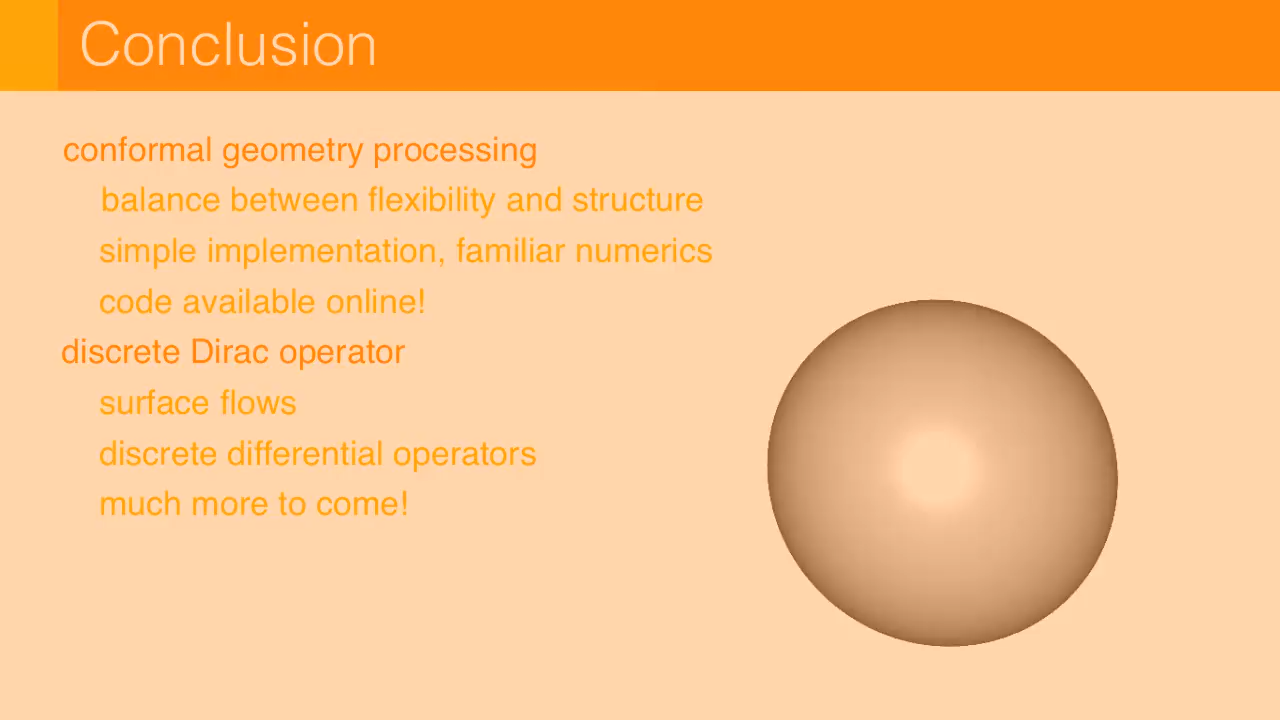 Conclusion
conformal geometry processing
balance between flexibility and structure
simple implementation, familiar numerics
code available online!
discrete Dirac operator
surface flows
discrete differential operators
much more to come!